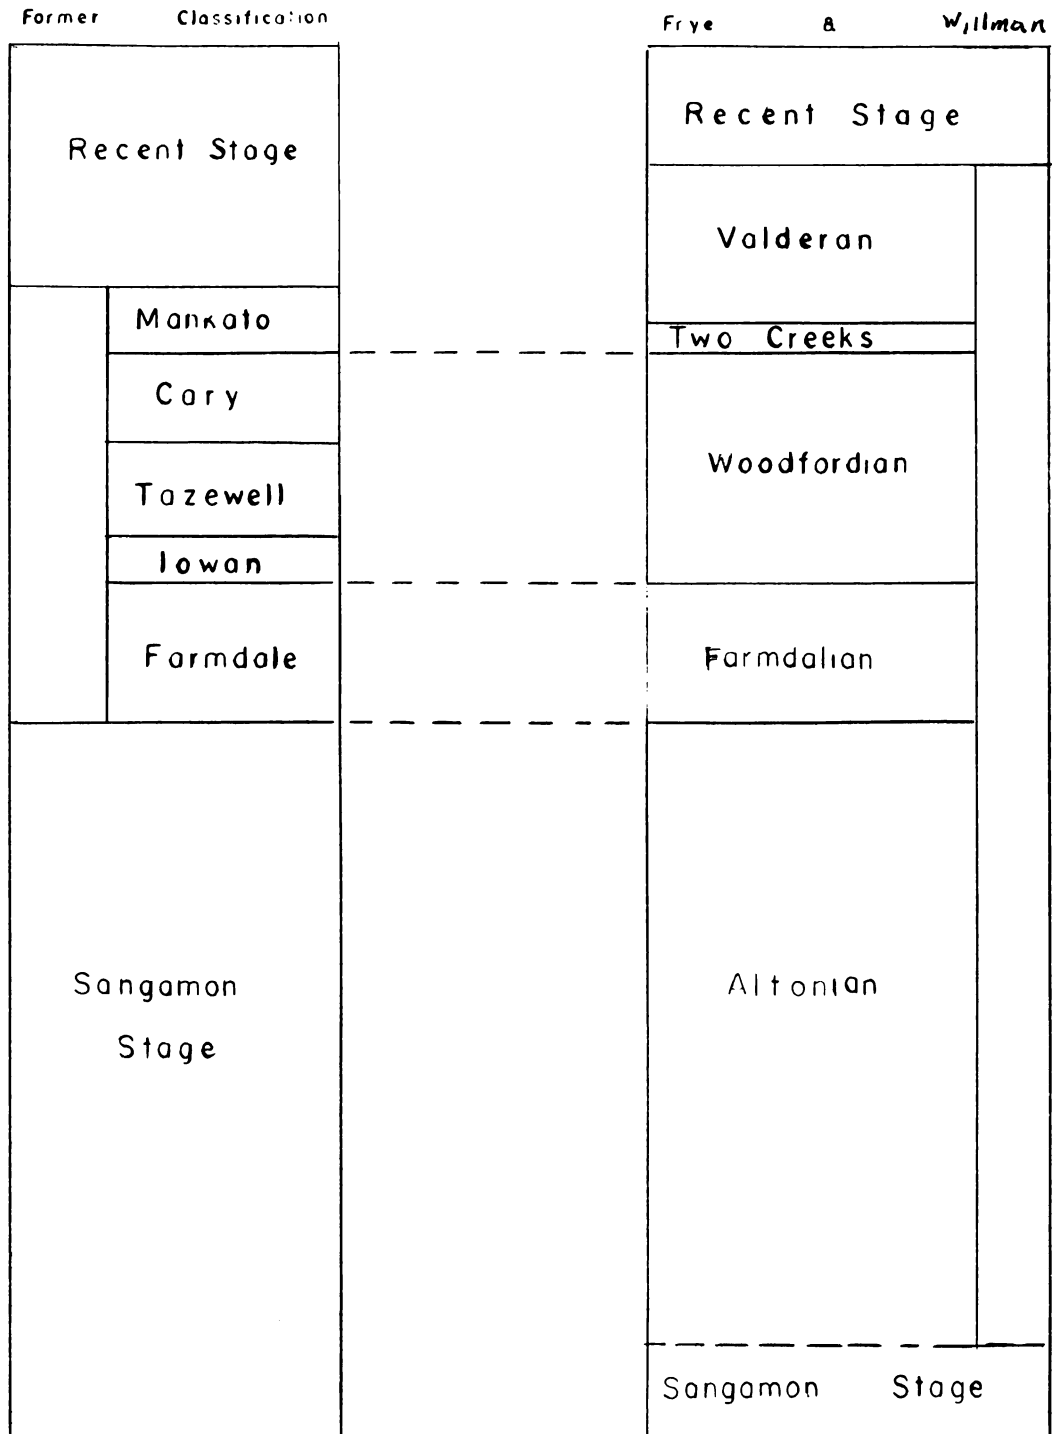 Former Classification
Recent Stage
Mankato
Cary
Tazewell
Iowan
Farmdale
Sangamon
Stage
Frye & Willman
Recent Stage
Valderan
Two Creeks
Woodfordian
Farmdalian
Altonian
Sangamon Stage